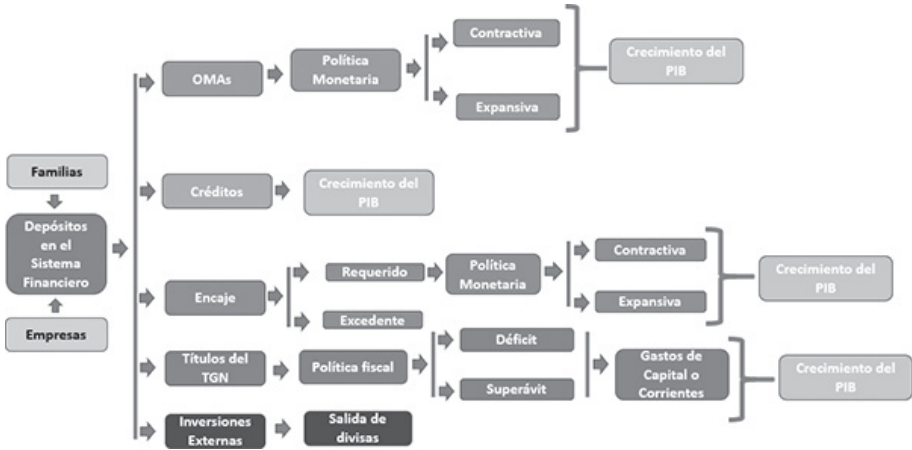 Familias
Depósitos
en el
Sistema
Financiero
Empresas
OMAs
Política
Monetaria
Contractiva
Expansiva
Crecimiento del
PIB
Créditos
Crecimiento del
PIB
Encaje
Requerido
Excedente
Política
Monetaria
Contractiva
Expansiva
Crecimiento del
PIB
Títulos del
TGN
Política fiscal
Déficit
Superávit
Gastos de
Capital o
Corrientes
Crecimiento del
PIB
Inversiones
Externas
Salida de
divisas